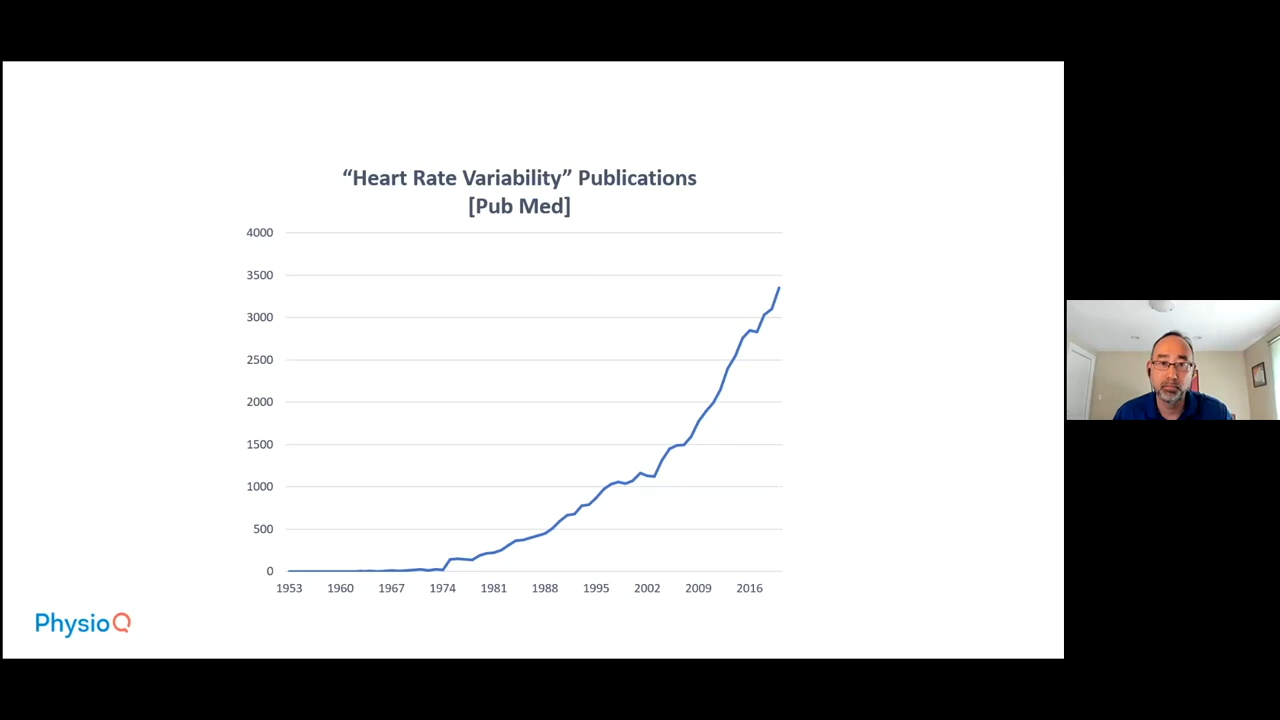 “Heart Rate Variability” Publications
[Pub Med]
4000
3500
3000
2500
2000
1500
1000
500
0
1953 1960 1967 1974 1981 1988 1995 2002 2009 2016
PhysioQ